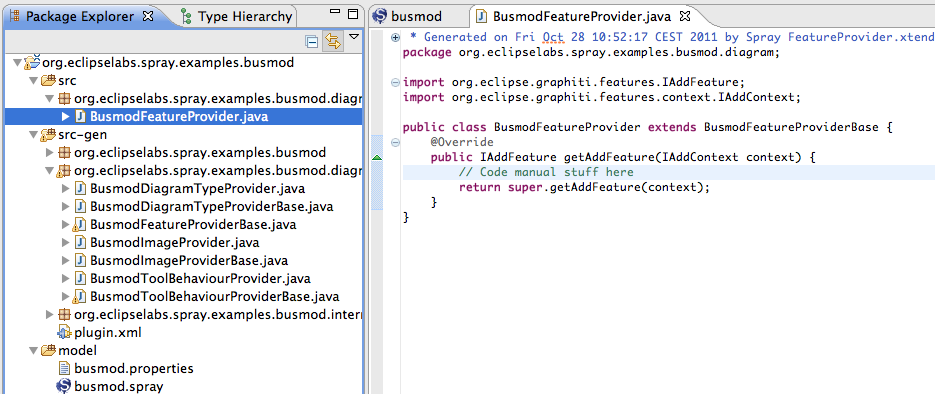 Package Explorer
Type Hierarchy
org.eclipselabs.spray.examples.busmod
src
org.eclipselabs.spray.examples.busmod.diagr
BusmodFeatureProvider.java
src-gen
org.eclipselabs.spray.examples.busmod
org.eclipselabs.spray.examples.busmod.diagr
BusmodDiagramTypeProvider.java
BusmodDiagramTypeProviderBase.java
BusmodFeatureProviderBase.java
BusmodImageProvider.java
BusmodImageProviderBase.java
BusmodToolBehaviourProvider.java
BusmodToolBehaviourProviderBase.java
org.eclipselabs.spray.examples.busmod.interr
plugin.xml
model
busmod.properties
busmod.spray
busmod
BusmodFeatureProvider.java
* Generated on Fri Oct 28 10:52:17 CEST 2011 by Spray FeatureProvider.xtend
package org.eclipselabs.spray.examples.busmod.diagram;
import org.eclipse.graphiti.features.IAddFeature;
import org.eclipse.graphiti.features.context.IAddContext;
public class BusmodFeatureProvider extends BusmodFeatureProviderBase {
@Override
public IAddFeature getAddFeature(IAddContext context) {
// Code manual stuff here
return super.getAddFeature(context);
}
}